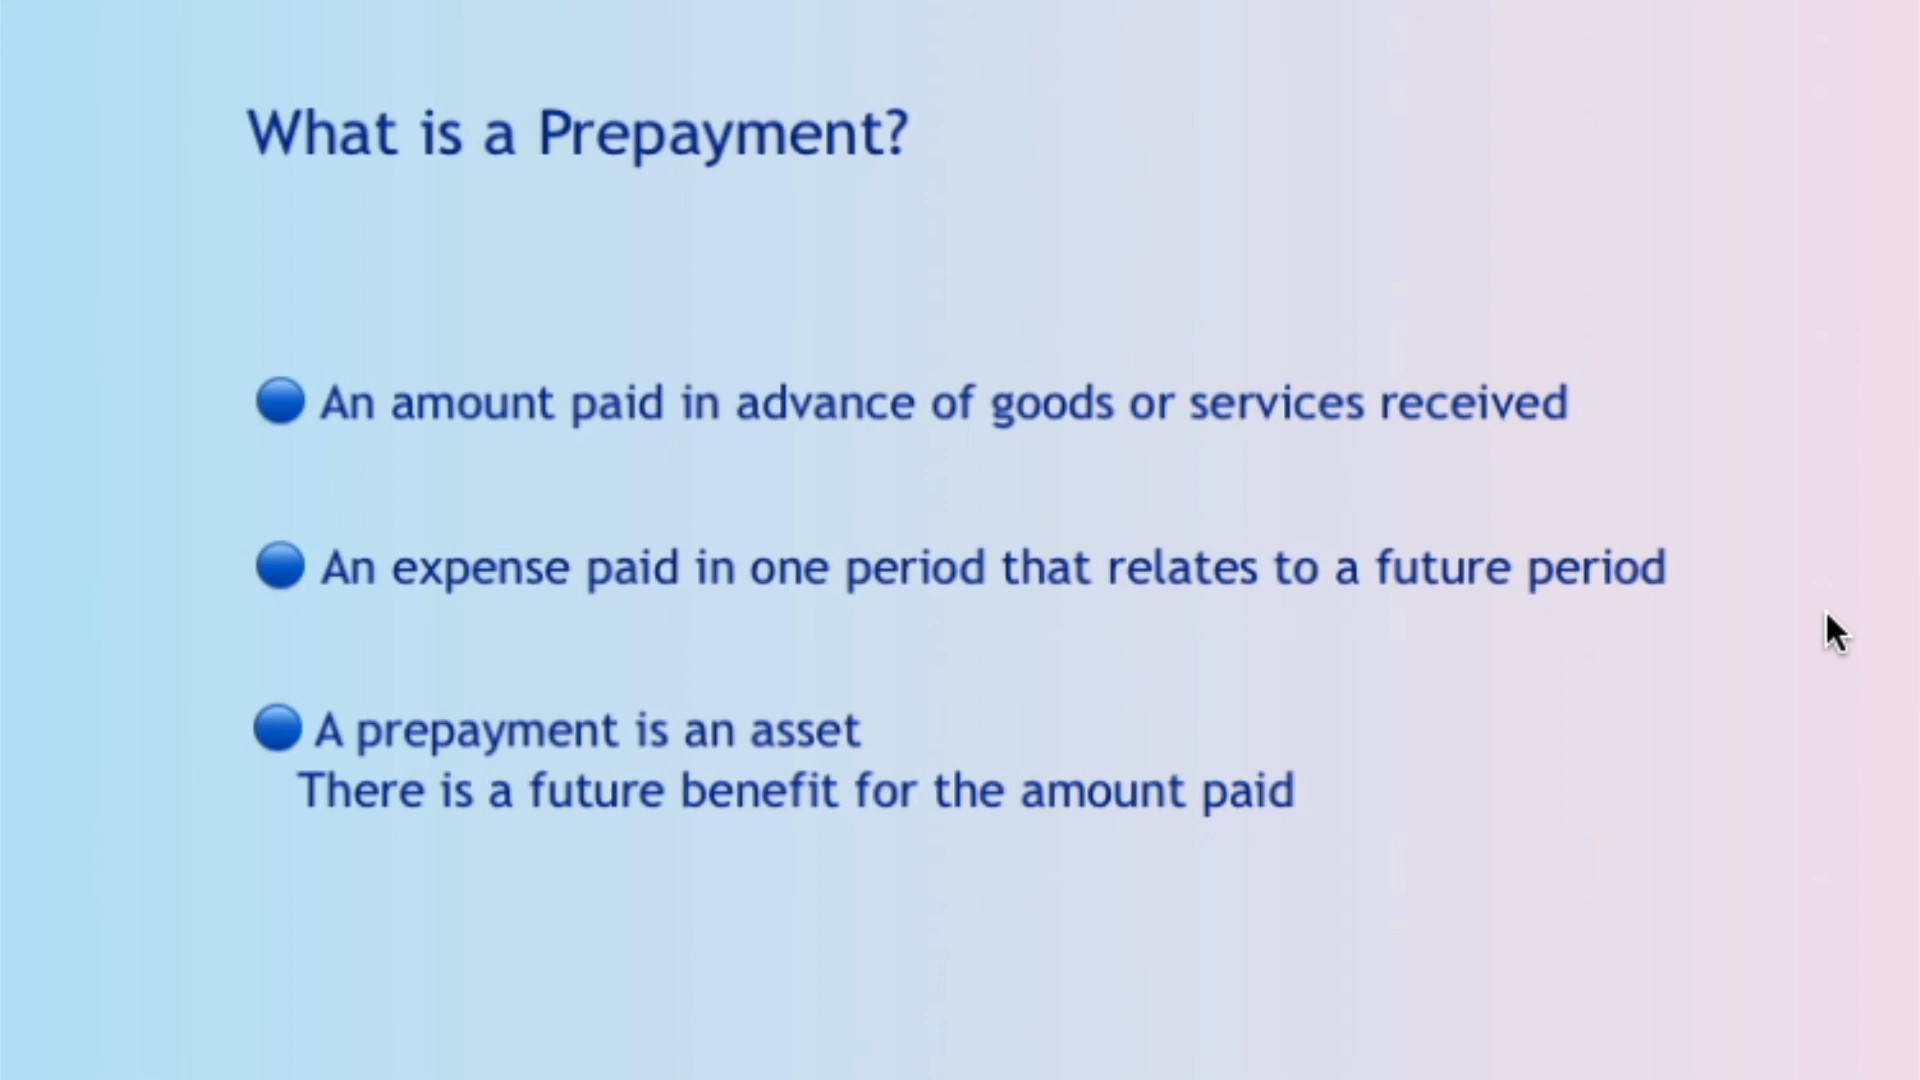 What is a Prepayment?
An amount paid in advance of goods or services received
An expense paid in one period that relates to a future period
A prepayment is an asset
There is a future benefit for the amount paid